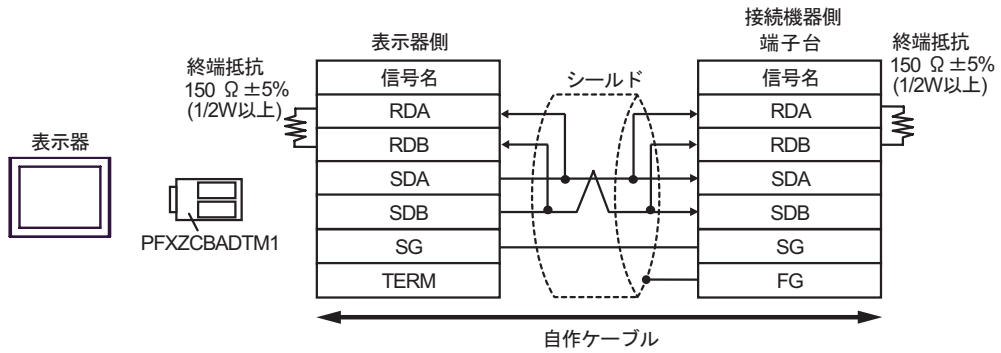 接続機器側
表示器側
端子台
終端抵抗
150 Ω ±5%
(1/2W以上)
終端抵抗
150 Ω ±5%
(1/2W以上)
信号名
シールド
信号名
RDA
RDA
RDB
RDB
表示器
SDA
SDA
SDB
SDB
PFXZCBADTM1
SG
SG
TERM
FG
自作ケーブル